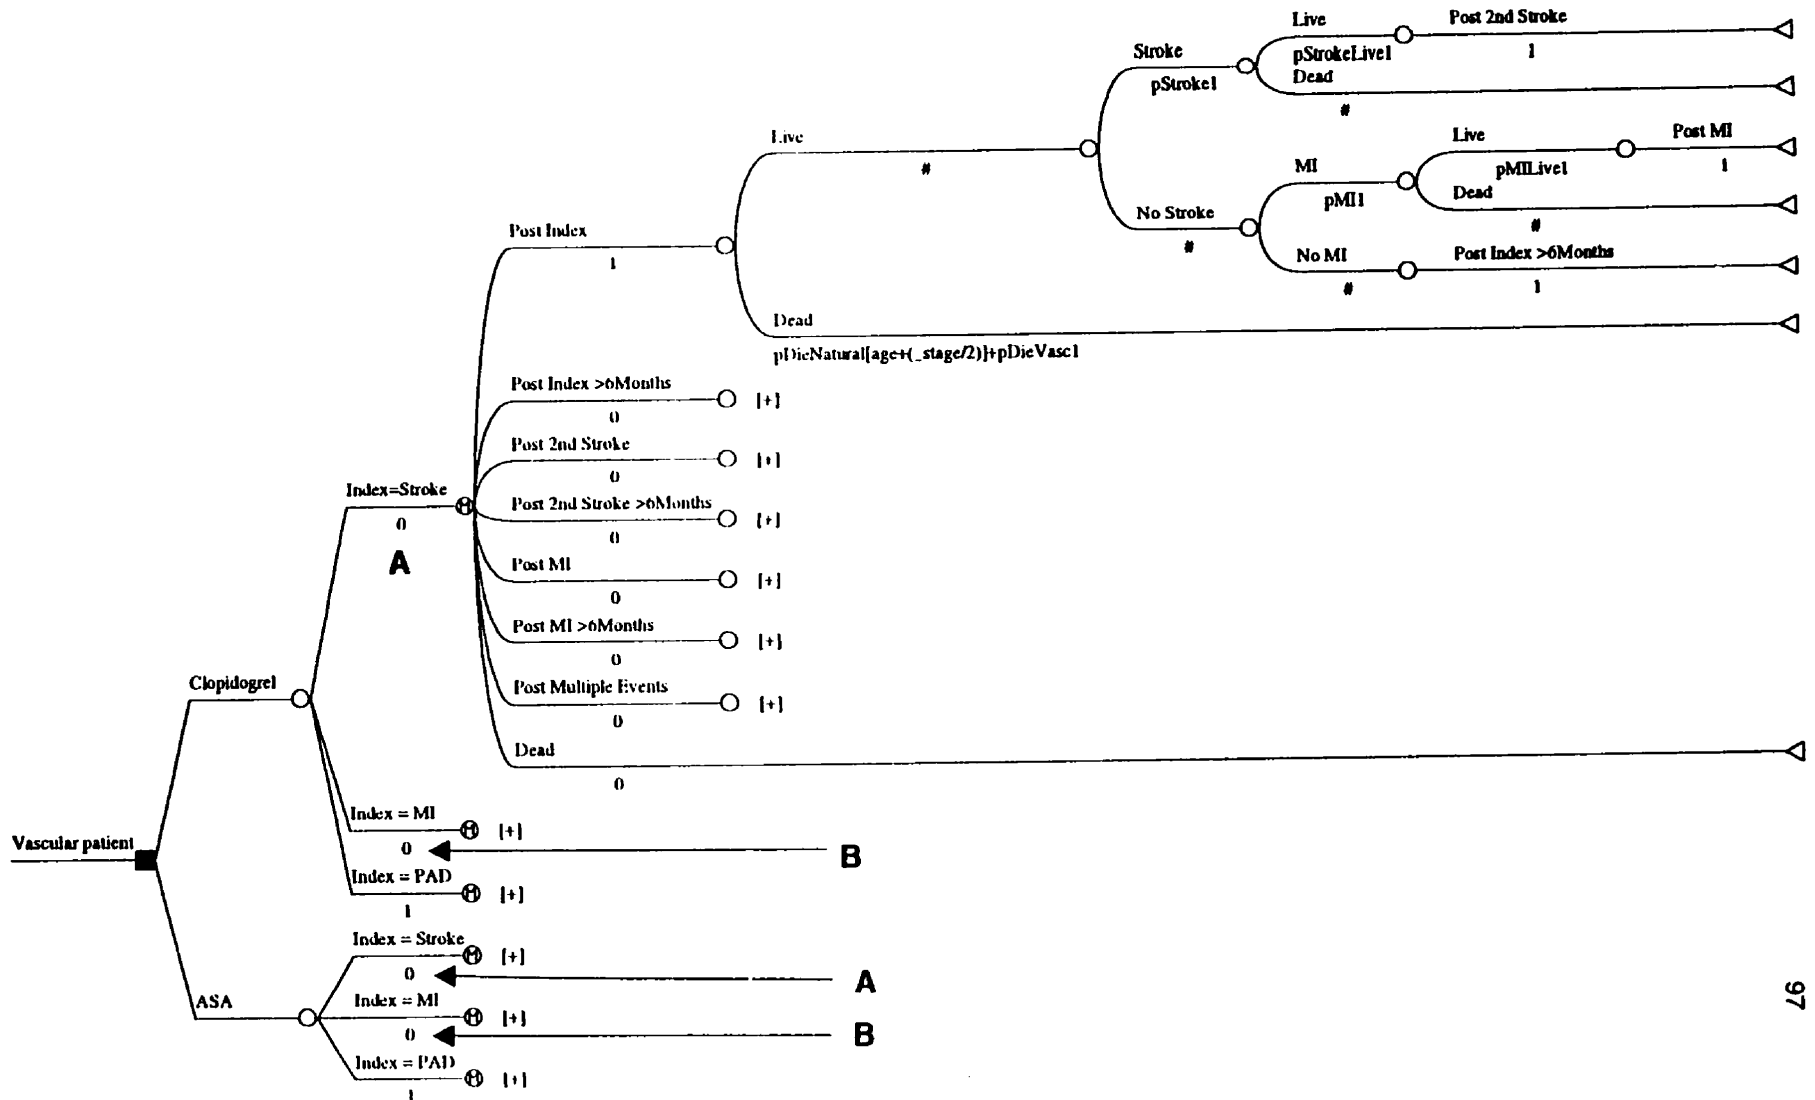 Live
Post 2nd Stroke
Stroke
pStrokeLive1
1
pStroke1
Dead
#
Live
Post MI
Live
MI
pMILive1
1
#
pMI1
Dead
No Stroke
#
Post Index
#
No MI
Post Index >6Months
1
#
1
Dead
pDieNatural[age+(_stage/2)]+pDieVasc1
Post Index >6Months
[+]
0
Post 2nd Stroke
[+]
0
Index=Stroke
Post 2nd Stroke >6Months
[+]
0
0
A
Post MI
[+]
0
Post MI >6Months
[+]
0
Clopidogrel
Post Multiple Events
[+]
0
Dead
0
Index = MI
[+]
Vascular patient
0
B
Index = PAD
[+]
1
Index = Stroke
[+]
0
A
ASA
Index = MI
[+]
0
B
Index = PAD
[+]
1
97